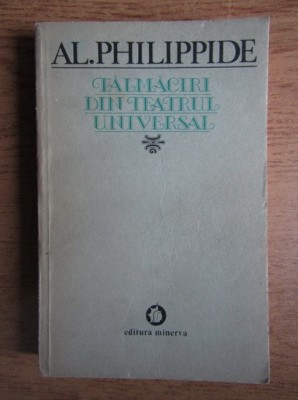 AL. PHILIPPIDE
TĂLMĂCIRI
DIN TEATRUL
UNIVERSAL
editura minerva